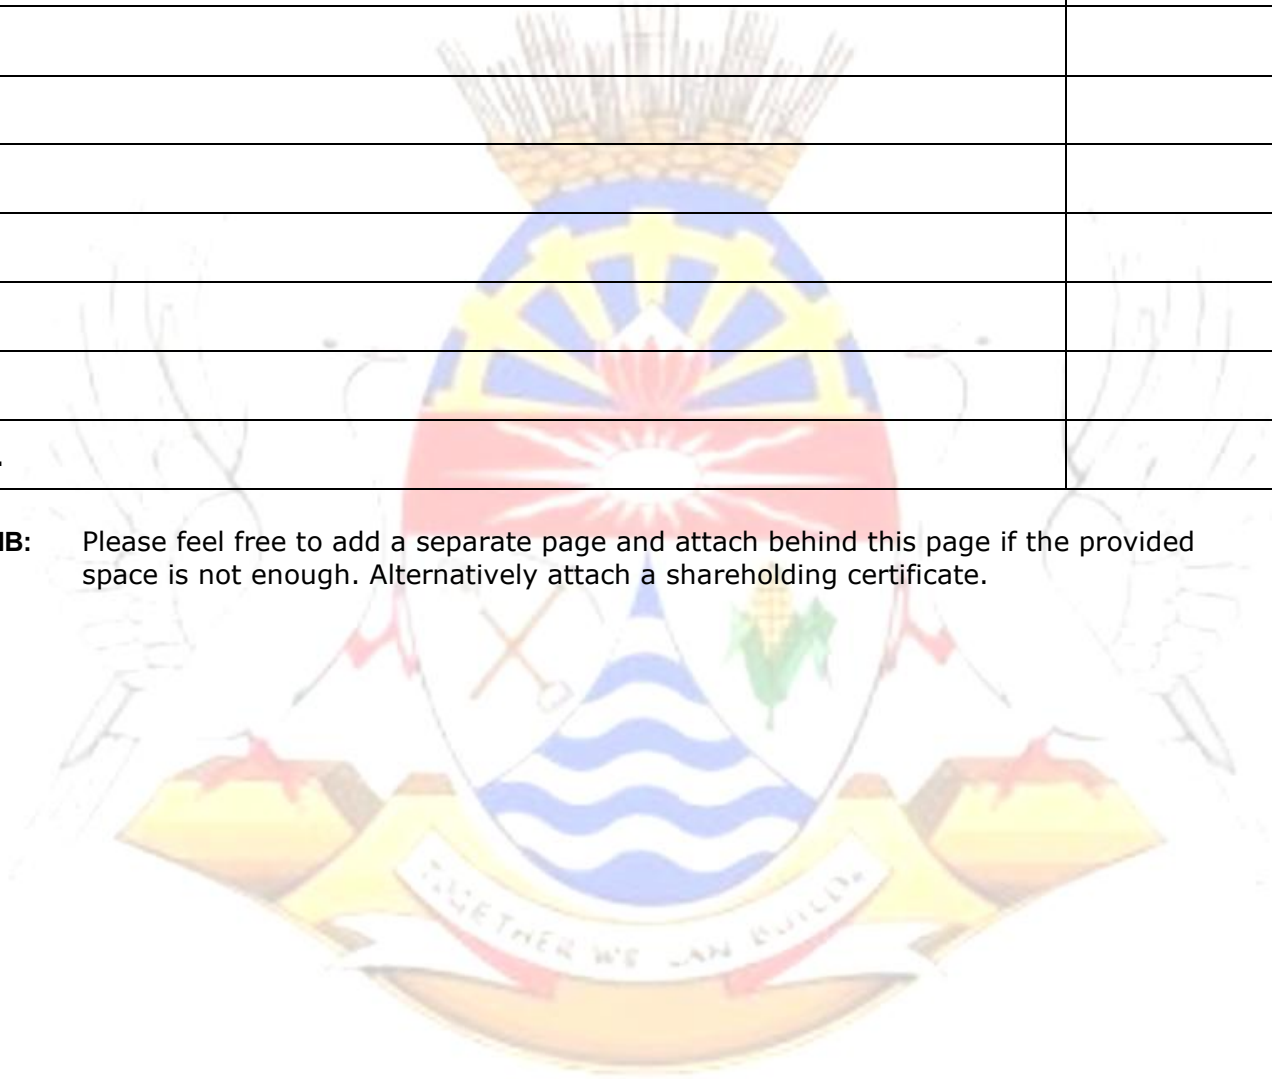 .
NB: Please feel free to add a separate page and attach behind this page if the provided
space is not enough. Alternatively attach a shareholding certificate.
TOGETHER WE CAN BUILD